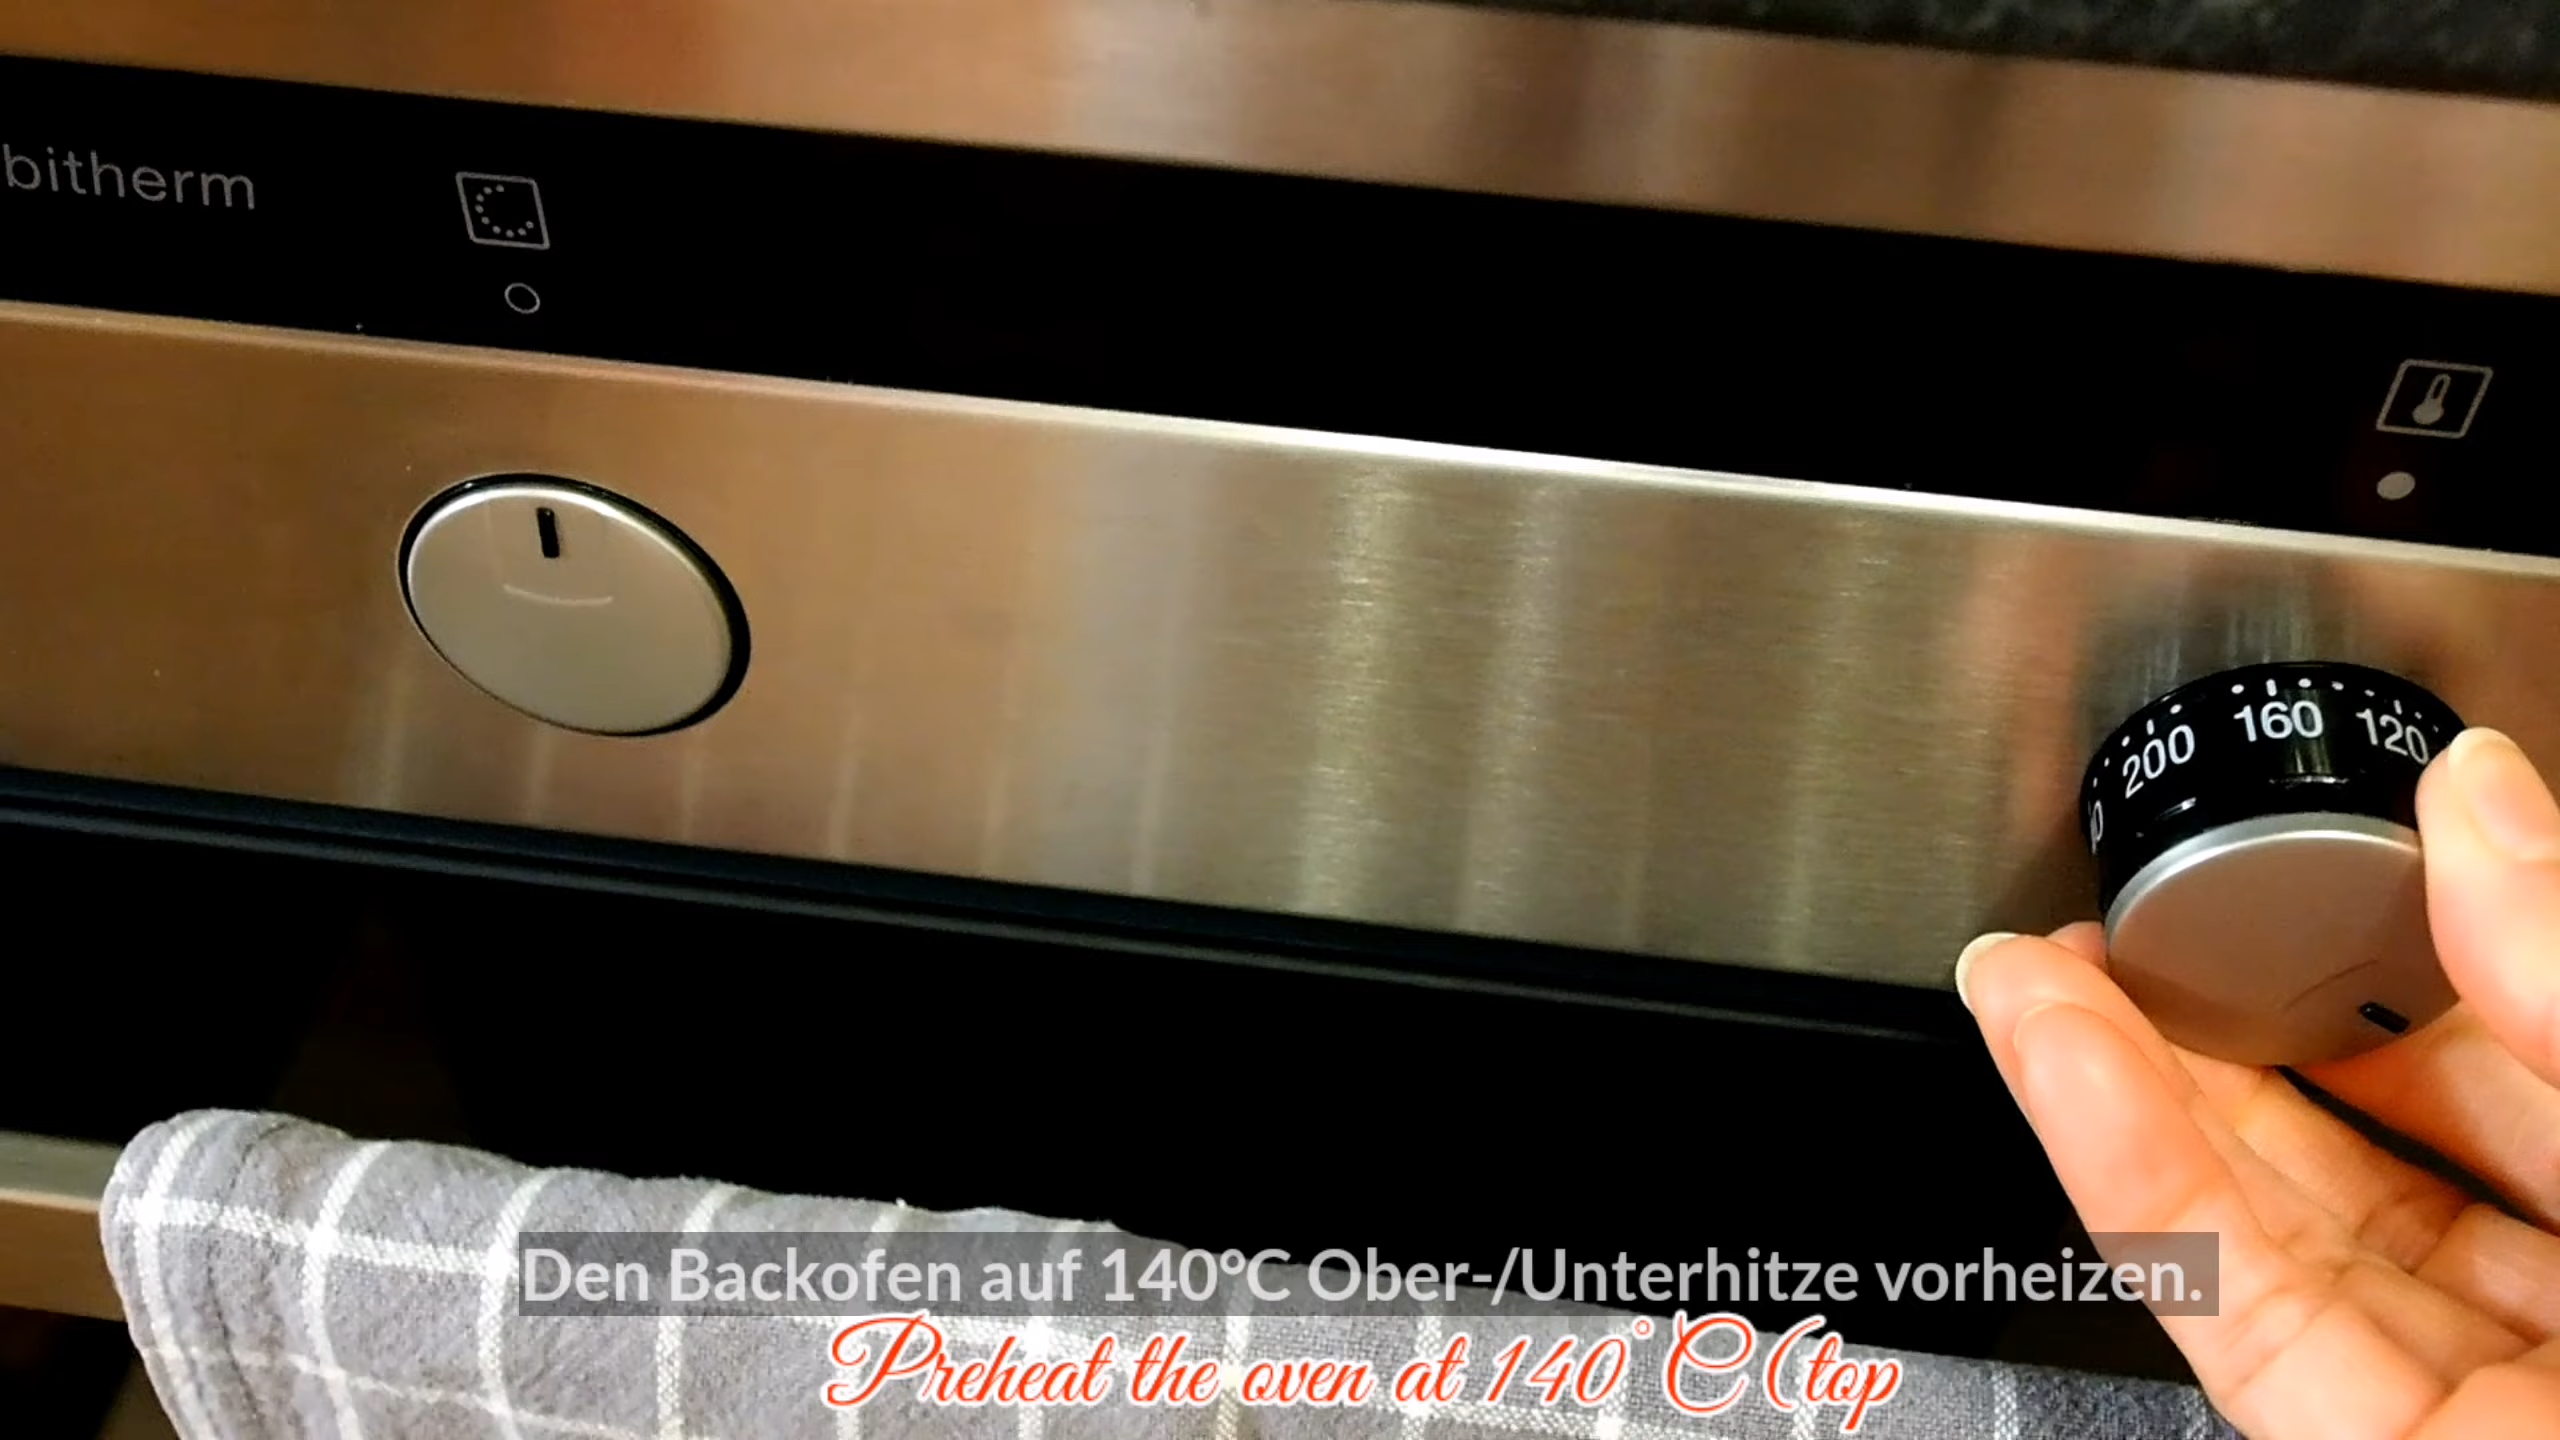 bitherm
200 160 120
Den Backofen auf 140°C Ober-/Unterhitze vorheizen.
Preheat the oven at 140°C (top